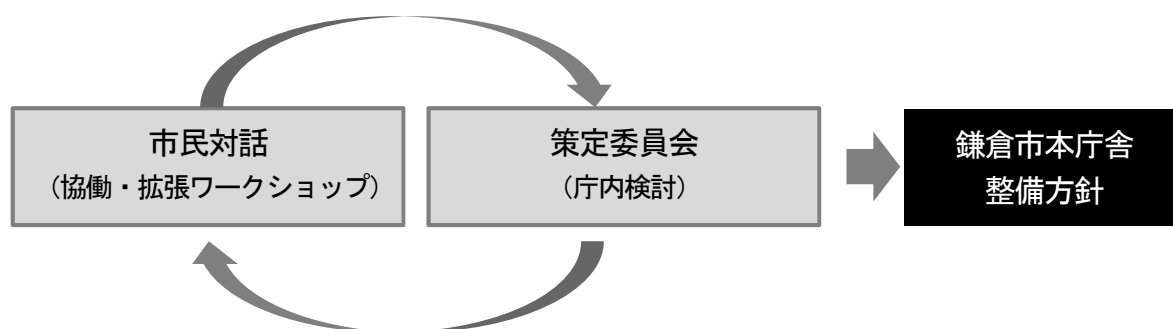 市民対話
（協働・拡張ワークショップ）
策定委員会
（庁内検討）
鎌倉市本庁舎
整備方針